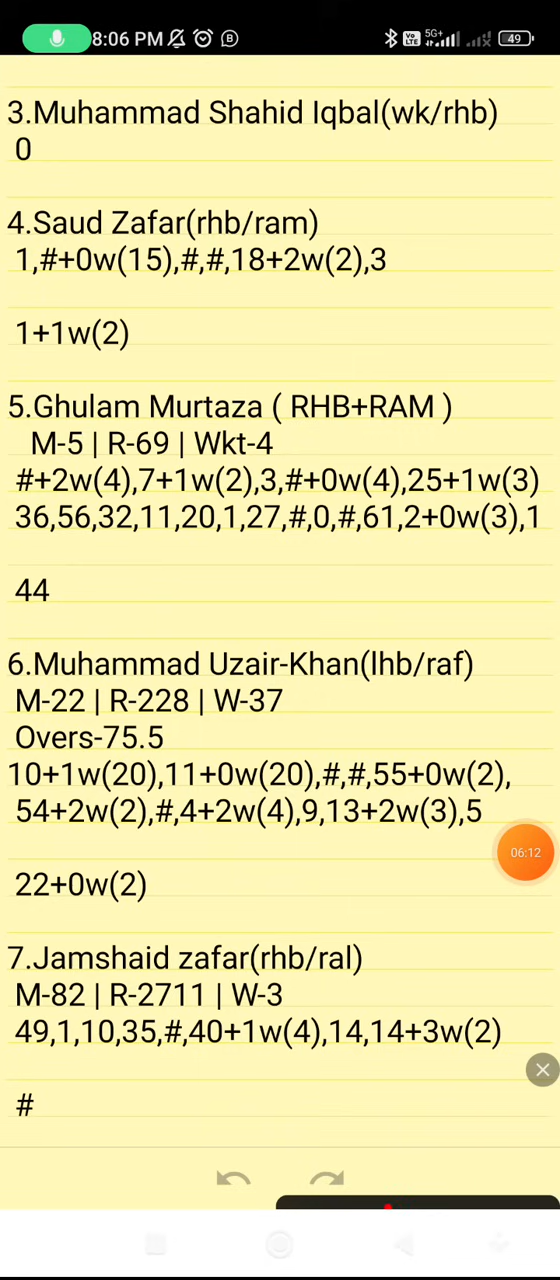 8:06 PM B Vo LTE 5G+ 49
3.Muhammad Shahid Iqbal(wk/rhb)
0
4.Saud Zafar(rhb/ram)
1,#+0w(15),#,#,18+2w(2),3
1+1w(2)
5.Ghulam Murtaza ( RHB+RAM )
M-5 | R-69 | Wkt-4
#+2w(4),7+1w(2),3,#+0w(4),25+1w(3)
36,56,32,11,20,1,27,#,0,#,61,2+0w(3),1
44
6.Muhammad Uzair-Khan(lhb/raf)
M-22 | R-228 | W-37
Overs-75.5
10+1w(20),11+0w(20),#,#,55+0w(2),
54+2w(2),#,4+2w(4),9,13+2w(3),5
06:12
22+0w(2)
7.Jamshaid zafar(rhb/ral)
M-82 | R-2711 | W-3
49,1,10,35,#,40+1w(4),14,14+3w(2)
#